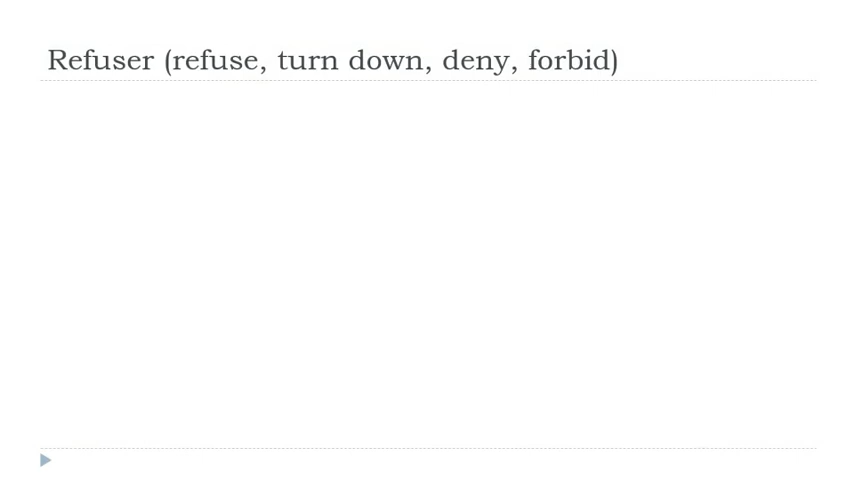 Refuser (refuse, turn down, deny, forbid)